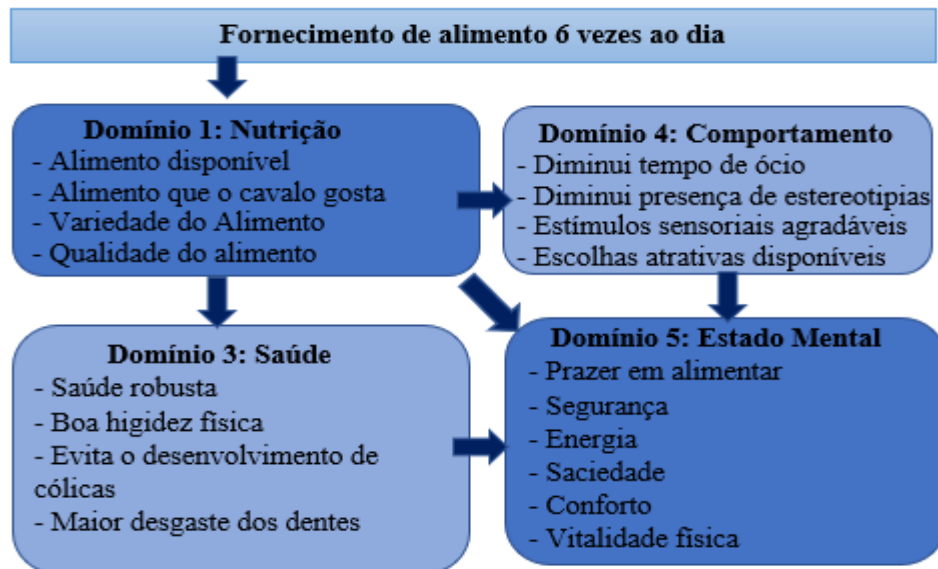 Fornecimento de alimento 6 vezes ao dia
Domínio 1: Nutrição
- Alimento disponível
- Alimento que o cavalo gosta
- Variedade do Alimento
- Qualidade do alimento
Domínio 4: Comportamento
- Diminui tempo de ócio
- Diminui presença de estereotipias
- Estímulos sensoriais agradáveis
- Escolhas atrativas disponíveis
Domínio 3: Saúde
- Saúde robusta
- Boa higidez física
- Evita o desenvolvimento de
cólicas
- Maior desgaste dos dentes
Domínio 5: Estado Mental
- Prazer em alimentar
- Segurança
- Energia
- Saciedade
- Conforto
- Vitalidade física